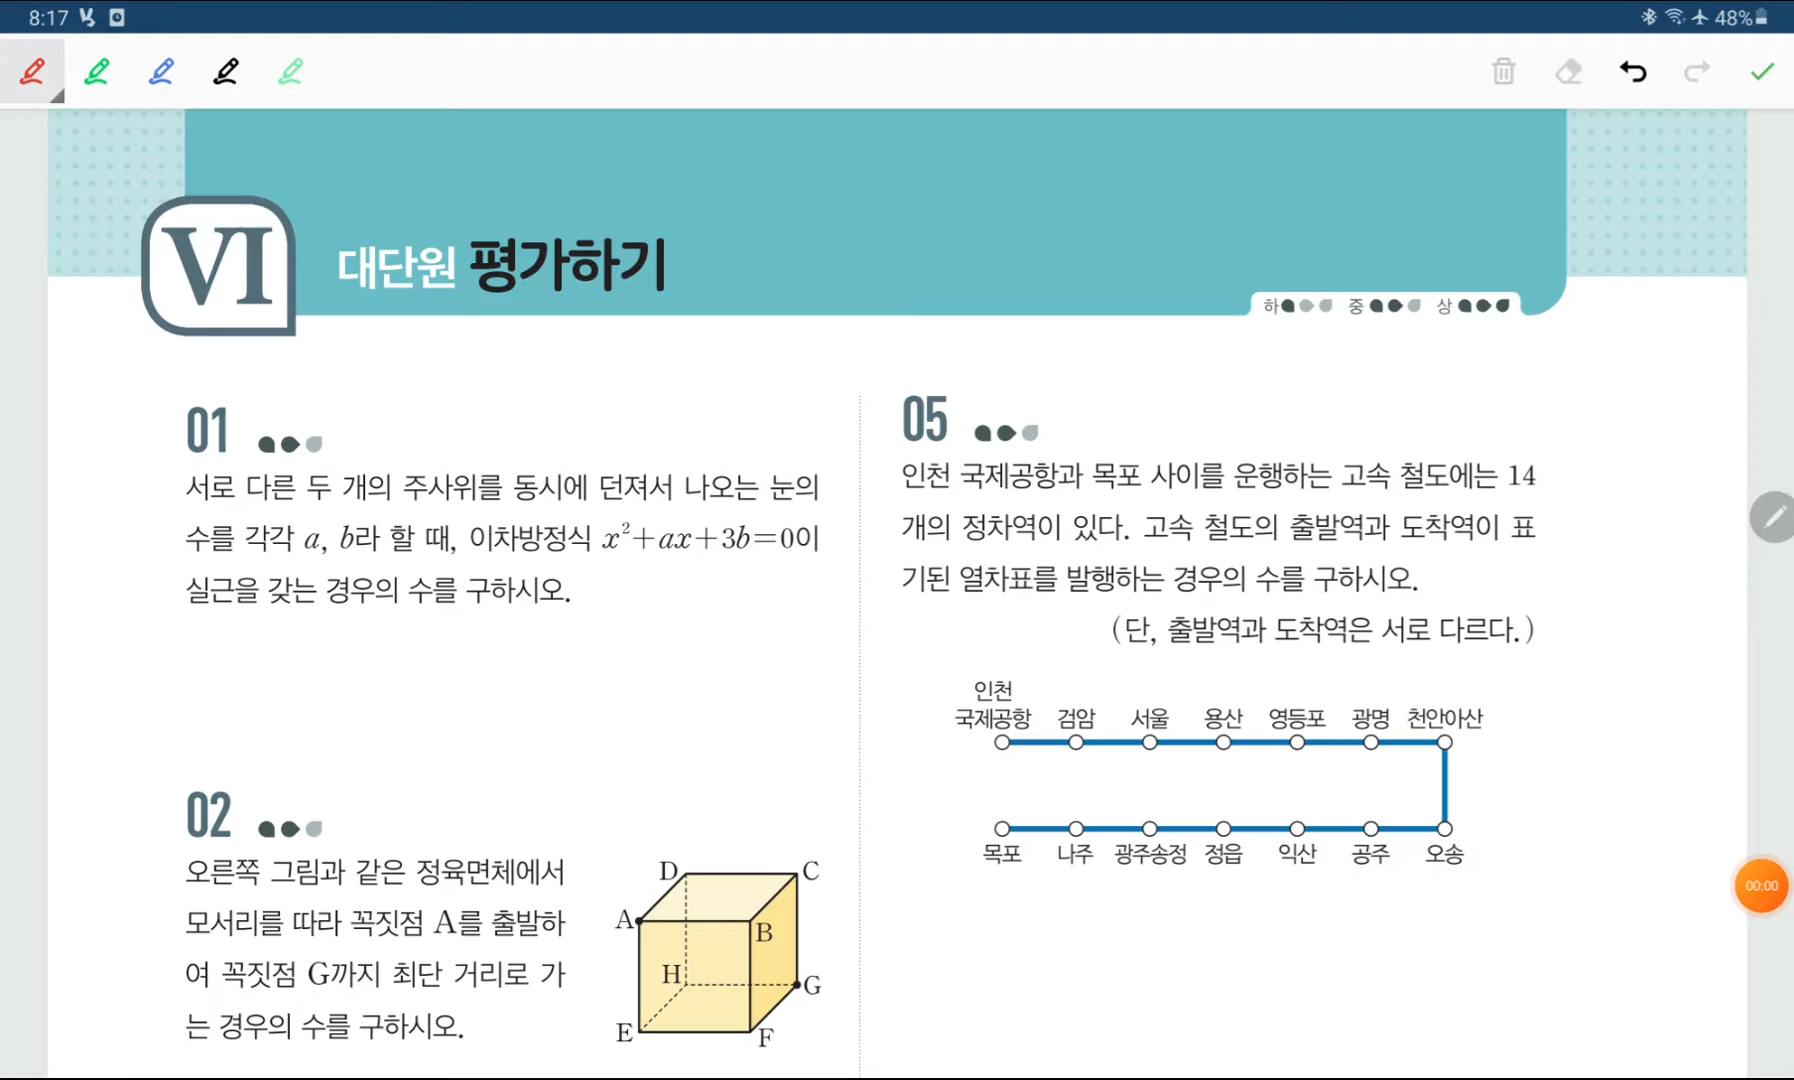 8:17
48%
VI
대단원 평가하기
하 중 상
01
서로 다른 두 개의 주사위를 동시에 던져서 나오는 눈의
수를 각각 a, b라 할 때, 이차방정식 x²+ax+3b=0이
실근을 갖는 경우의 수를 구하시오.
02
오른쪽 그림과 같은 정육면체에서
모서리를 따라 꼭짓점 A를 출발하
여 꼭짓점 G까지 최단 거리로 가
는 경우의 수를 구하시오.
D C
A B
H G
E F
05
인천 국제공항과 목포 사이를 운행하는 고속 철도에는 14
개의 정차역이 있다. 고속 철도의 출발역과 도착역이 표
기된 열차표를 발행하는 경우의 수를 구하시오.
(단, 출발역과 도착역은 서로 다르다.)
인천
국제공항 검암 서울 용산 영등포 광명 천안아산
목포 나주 광주송정 정읍 익산 공주 오송
00:00